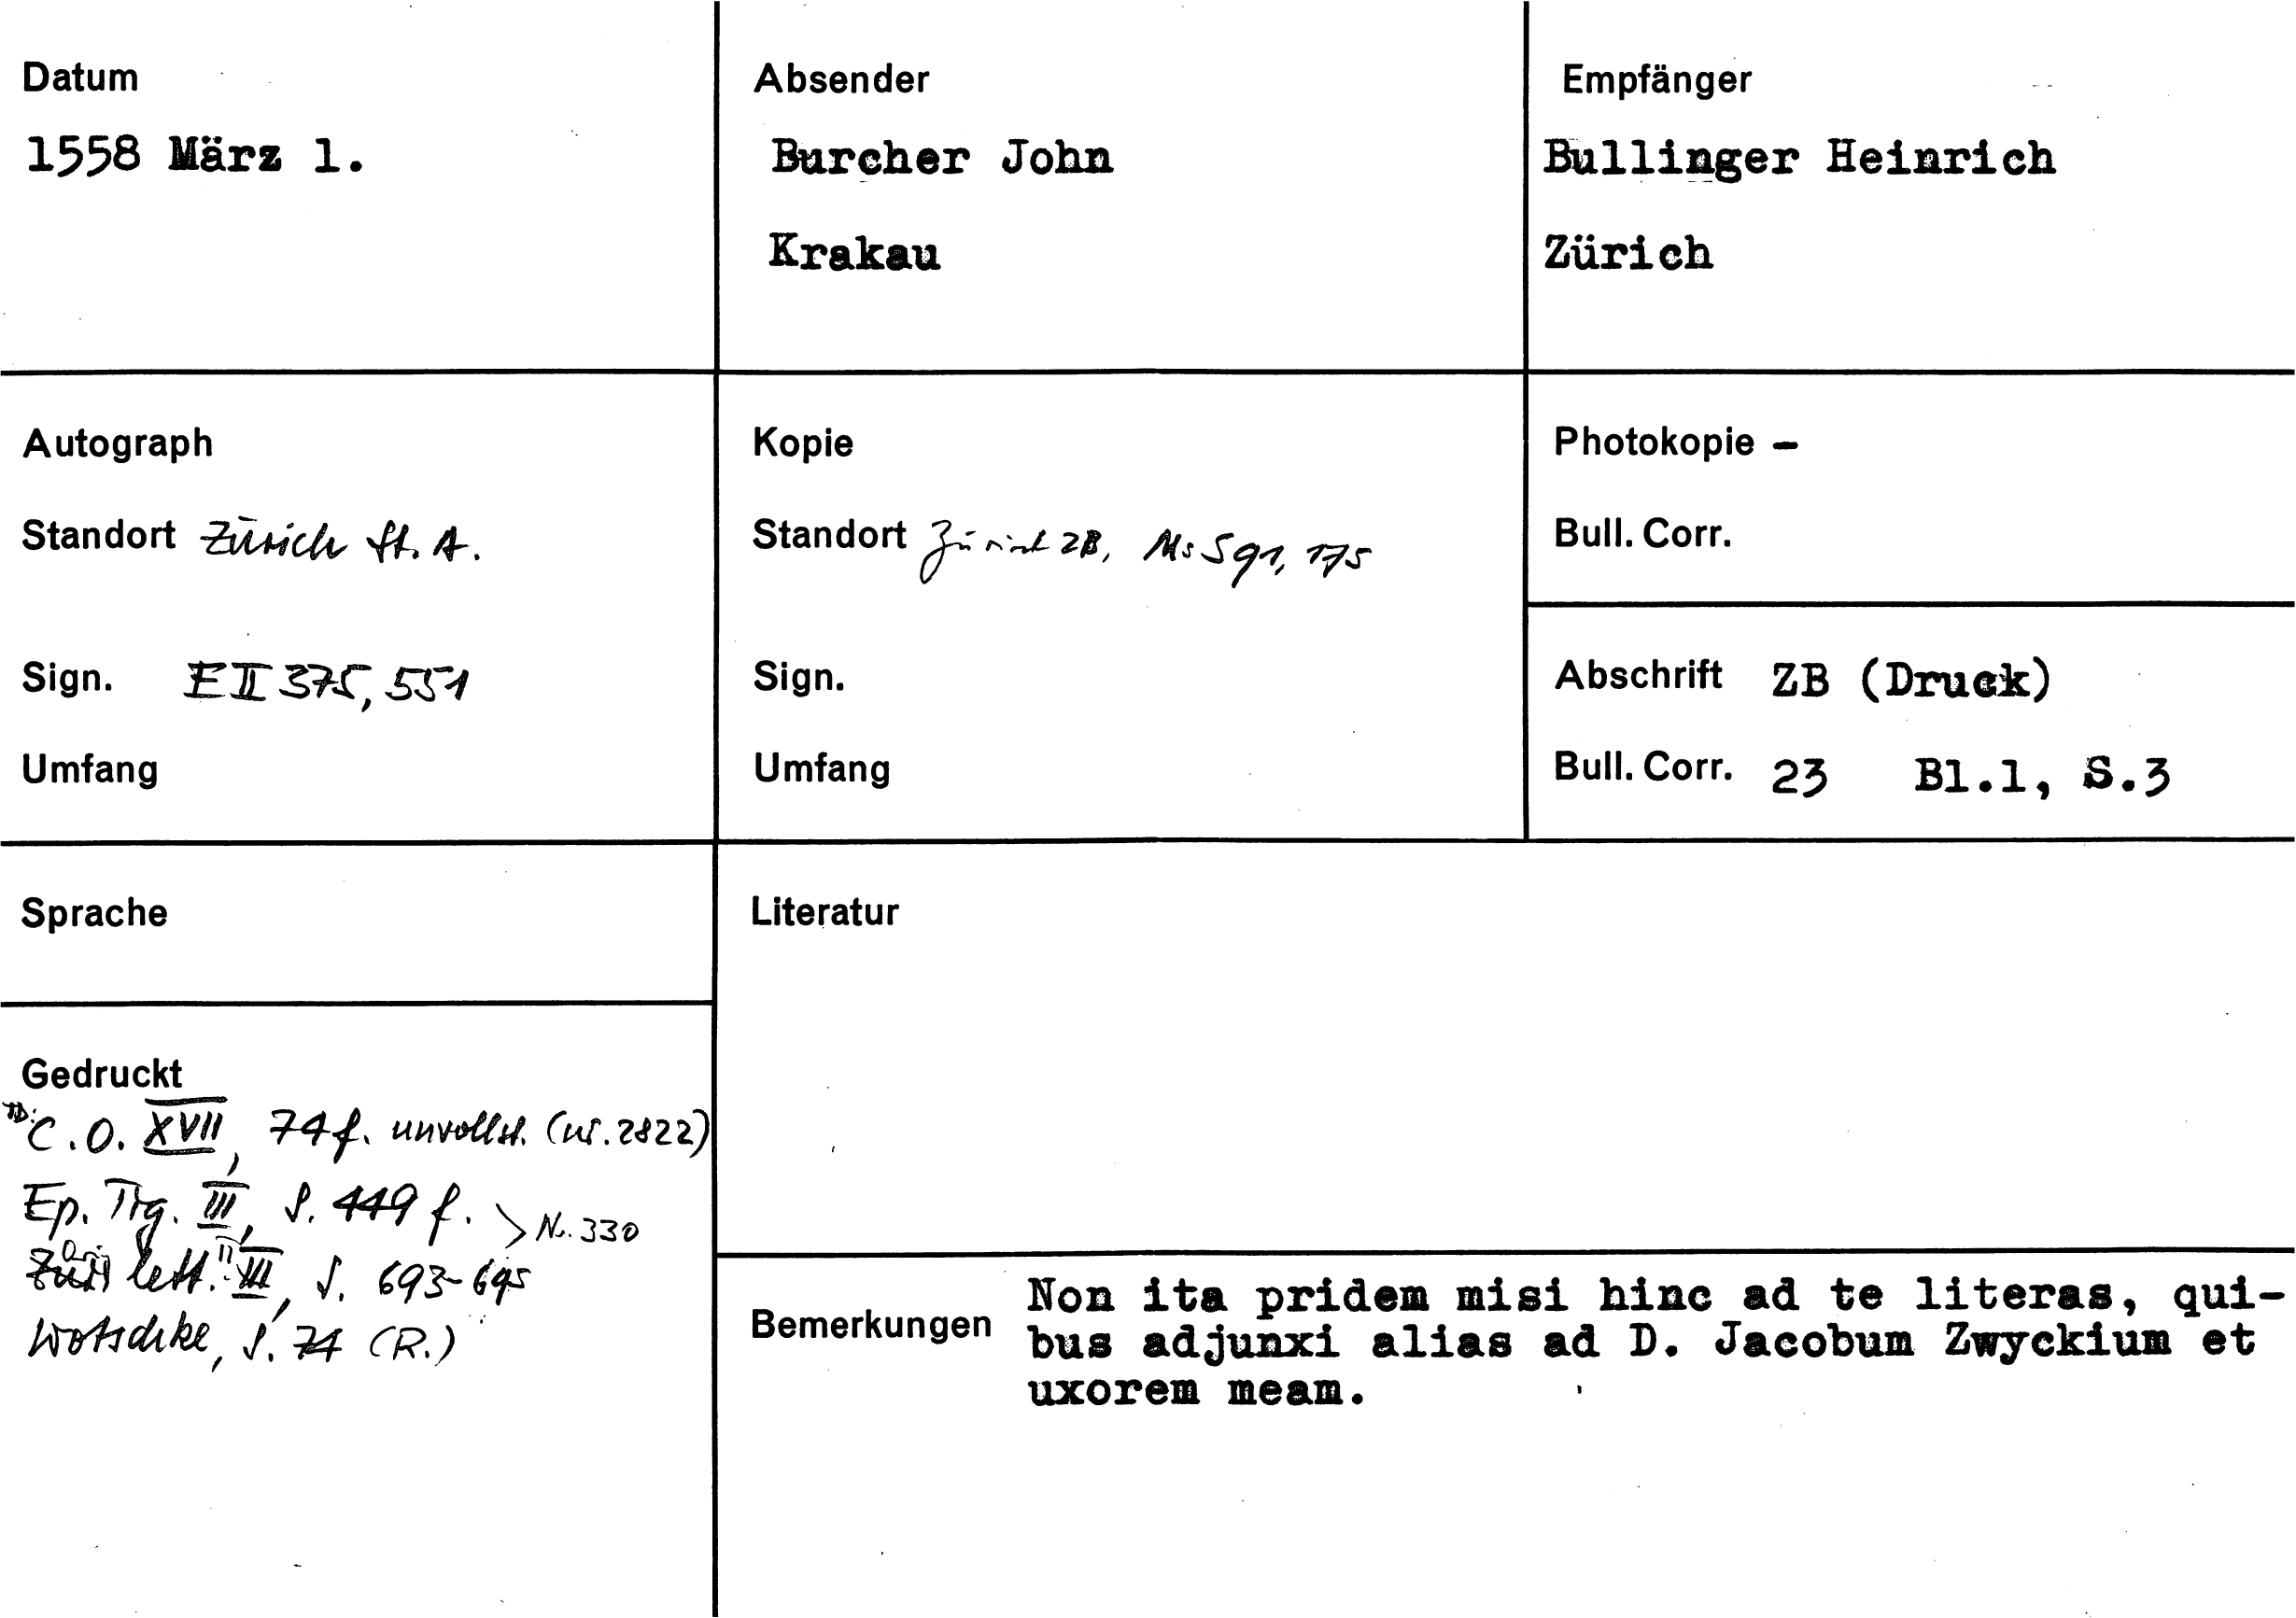 Datum
1558 März 1.
Absender
Burcher John
Krakau
Empfänger
Bullinger Heinrich
Zürich
Autograph
Standort Zürich St. A.
Sign. E II 375, 551
Umfang
Kopie
Standort Zürich ZB, Ms S 91, 175
Sign.
Umfang
Photokopie –
Bull. Corr.
Abschrift ZB (Druck)
Bull. Corr. 23 Bl.1, S.3
Sprache
Literatur
Gedruckt
C.O. XVII, 74 f. unvollst. (nr. 2822)
Ep. Tig. III, S. 449 f. > N. 330
lett. III, S. 693-695
Wotschke, S. 74 (R.)
Bemerkungen
Non ita pridem misi hinc ad te literas, qui-
bus adjunxi alias ad D. Jacobum Zwyckium et
uxorem meam.